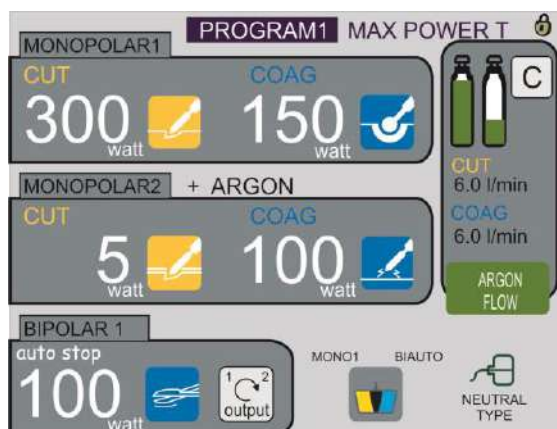 PROGRAM1 MAX POWER T
MONOPOLAR1
CUT COAG
300 150
watt watt
C
MONOPOLAR2 + ARGON
CUT COAG
5 100
watt watt
CUT
6.0 l/min
COAG
6.0 l/min
ARGON
FLOW
BIPOLAR 1
auto stop
100
watt
1 2
output
MONO1 BIAUTO
NEUTRAL
TYPE